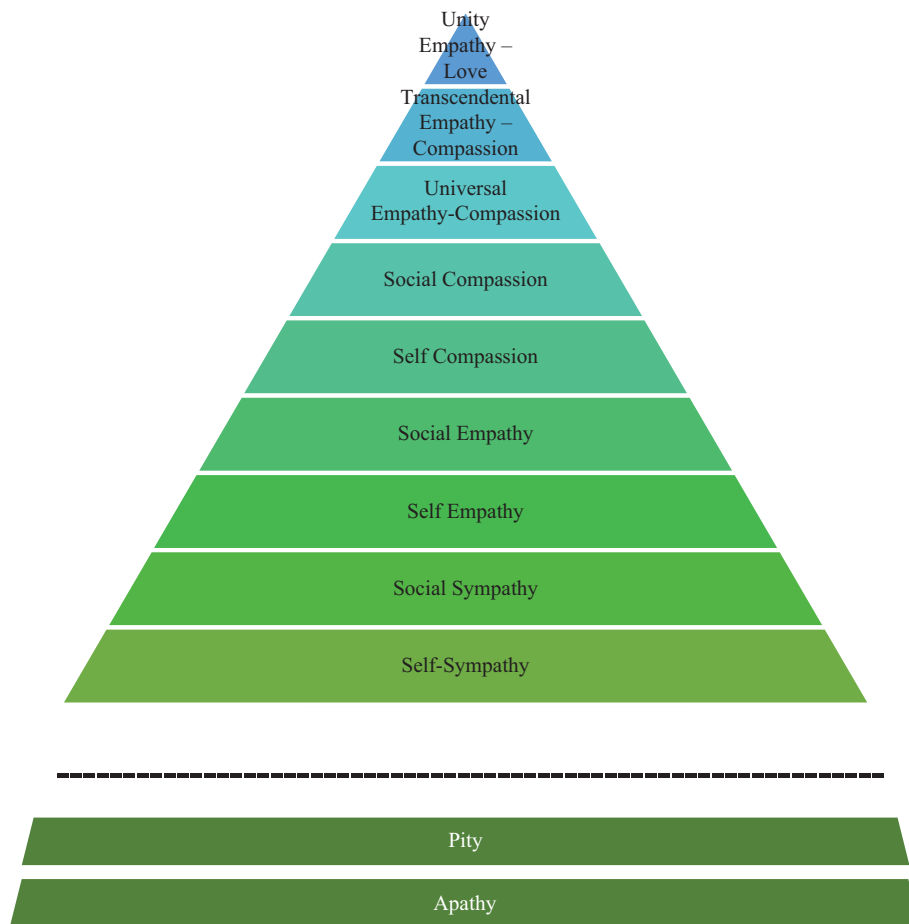 Unity
Empathy –
Love
Transcendental
Empathy –
Compassion
Universal
Empathy-Compassion
Social Compassion
Self Compassion
Social Empathy
Self Empathy
Social Sympathy
Self-Sympathy
Pity
Apathy